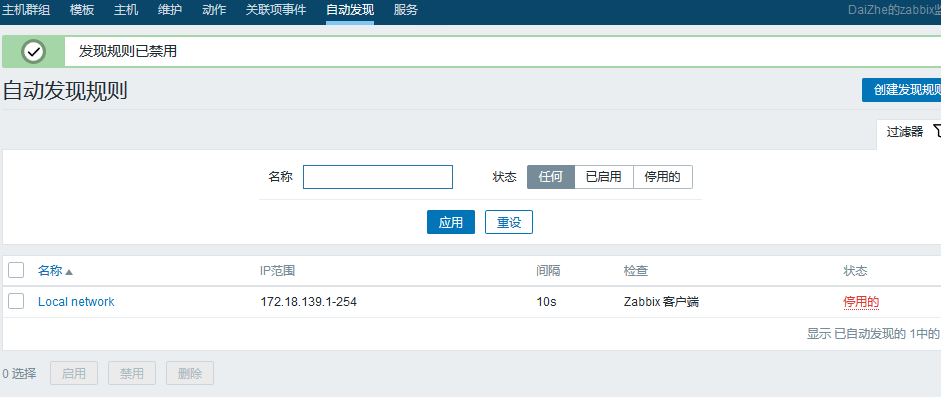 主机群组 模板 主机 维护 动作 关联项事件 自动发现 服务 DaiZhe的zabbix监
发现规则已禁用
自动发现规则 创建发现规则
过滤器
名称 状态 任何 已启用 停用的
应用 重设
名称 IP范围 间隔 检查 状态
Local network 172.18.139.1-254 10s Zabbix 客户端 停用的
显示 已自动发现的 1中的
0 选择 启用 禁用 删除